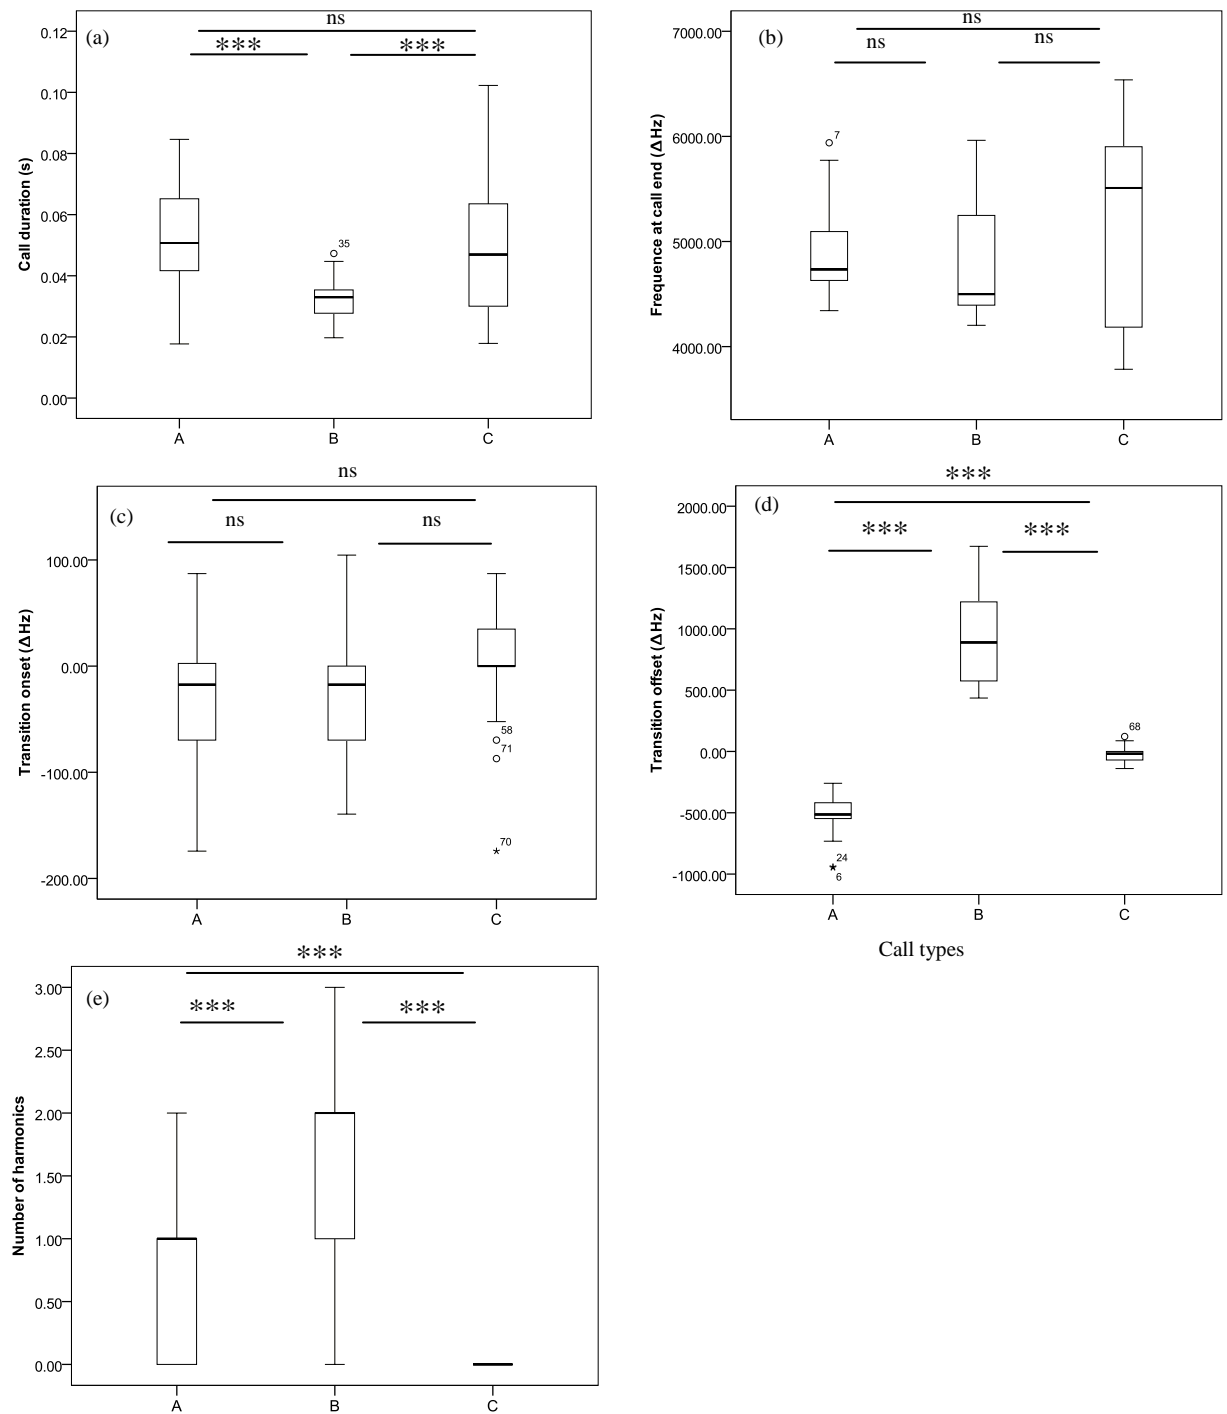 ns
(a)
***
***
0.12
0.10
0.08
0.06
0.04
0.02
0.00
Call duration (s)
35
A
B
C
ns
(b)
ns
ns
7000.00
6000.00
5000.00
4000.00
Frequence at call end (ΔHz)
7
A
B
C
ns
(c)
ns
ns
100.00
0.00
-100.00
-200.00
Transition onset (ΔHz)
58
71
70
A
B
C
***
(d)
***
***
2000.00
1500.00
1000.00
500.00
0.00
-500.00
-1000.00
Transition offset (ΔHz)
68
24
6
A
B
C
Call types
***
(e)
***
***
3.00
2.50
2.00
1.50
1.00
0.50
0.00
Number of harmonics
A
B
C